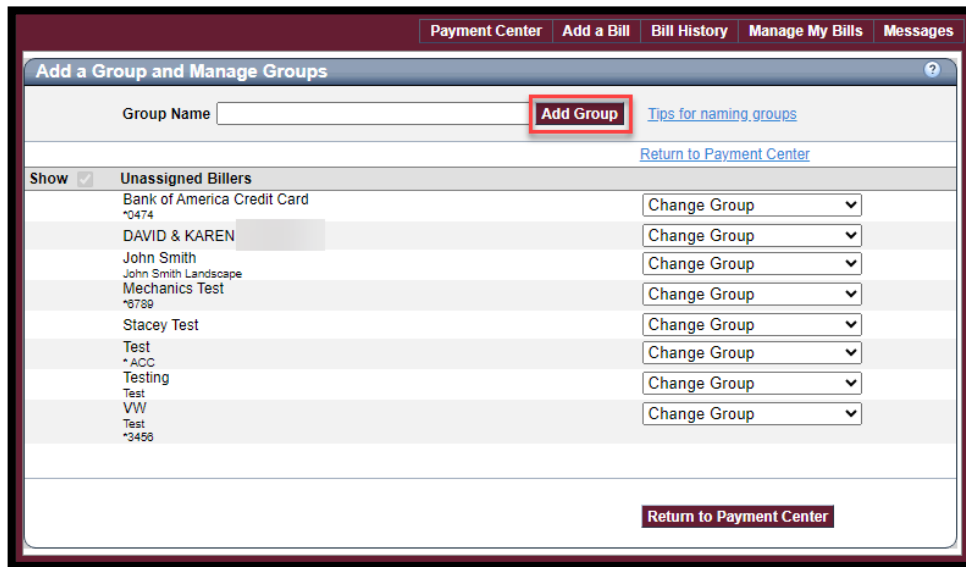 Payment Center Add a Bill Bill History Manage My Bills Messages
Add a Group and Manage Groups ?
Group Name Add Group Tips for naming groups
Return to Payment Center
Show Unassigned Billers
Bank of America Credit Card Change Group
*0474
DAVID & KAREN Change Group
John Smith Change Group
John Smith Landscape
Mechanics Test Change Group
*6789
Stacey Test Change Group
Test Change Group
* ACC
Testing Change Group
Test
VW Change Group
Test
*3456
Return to Payment Center